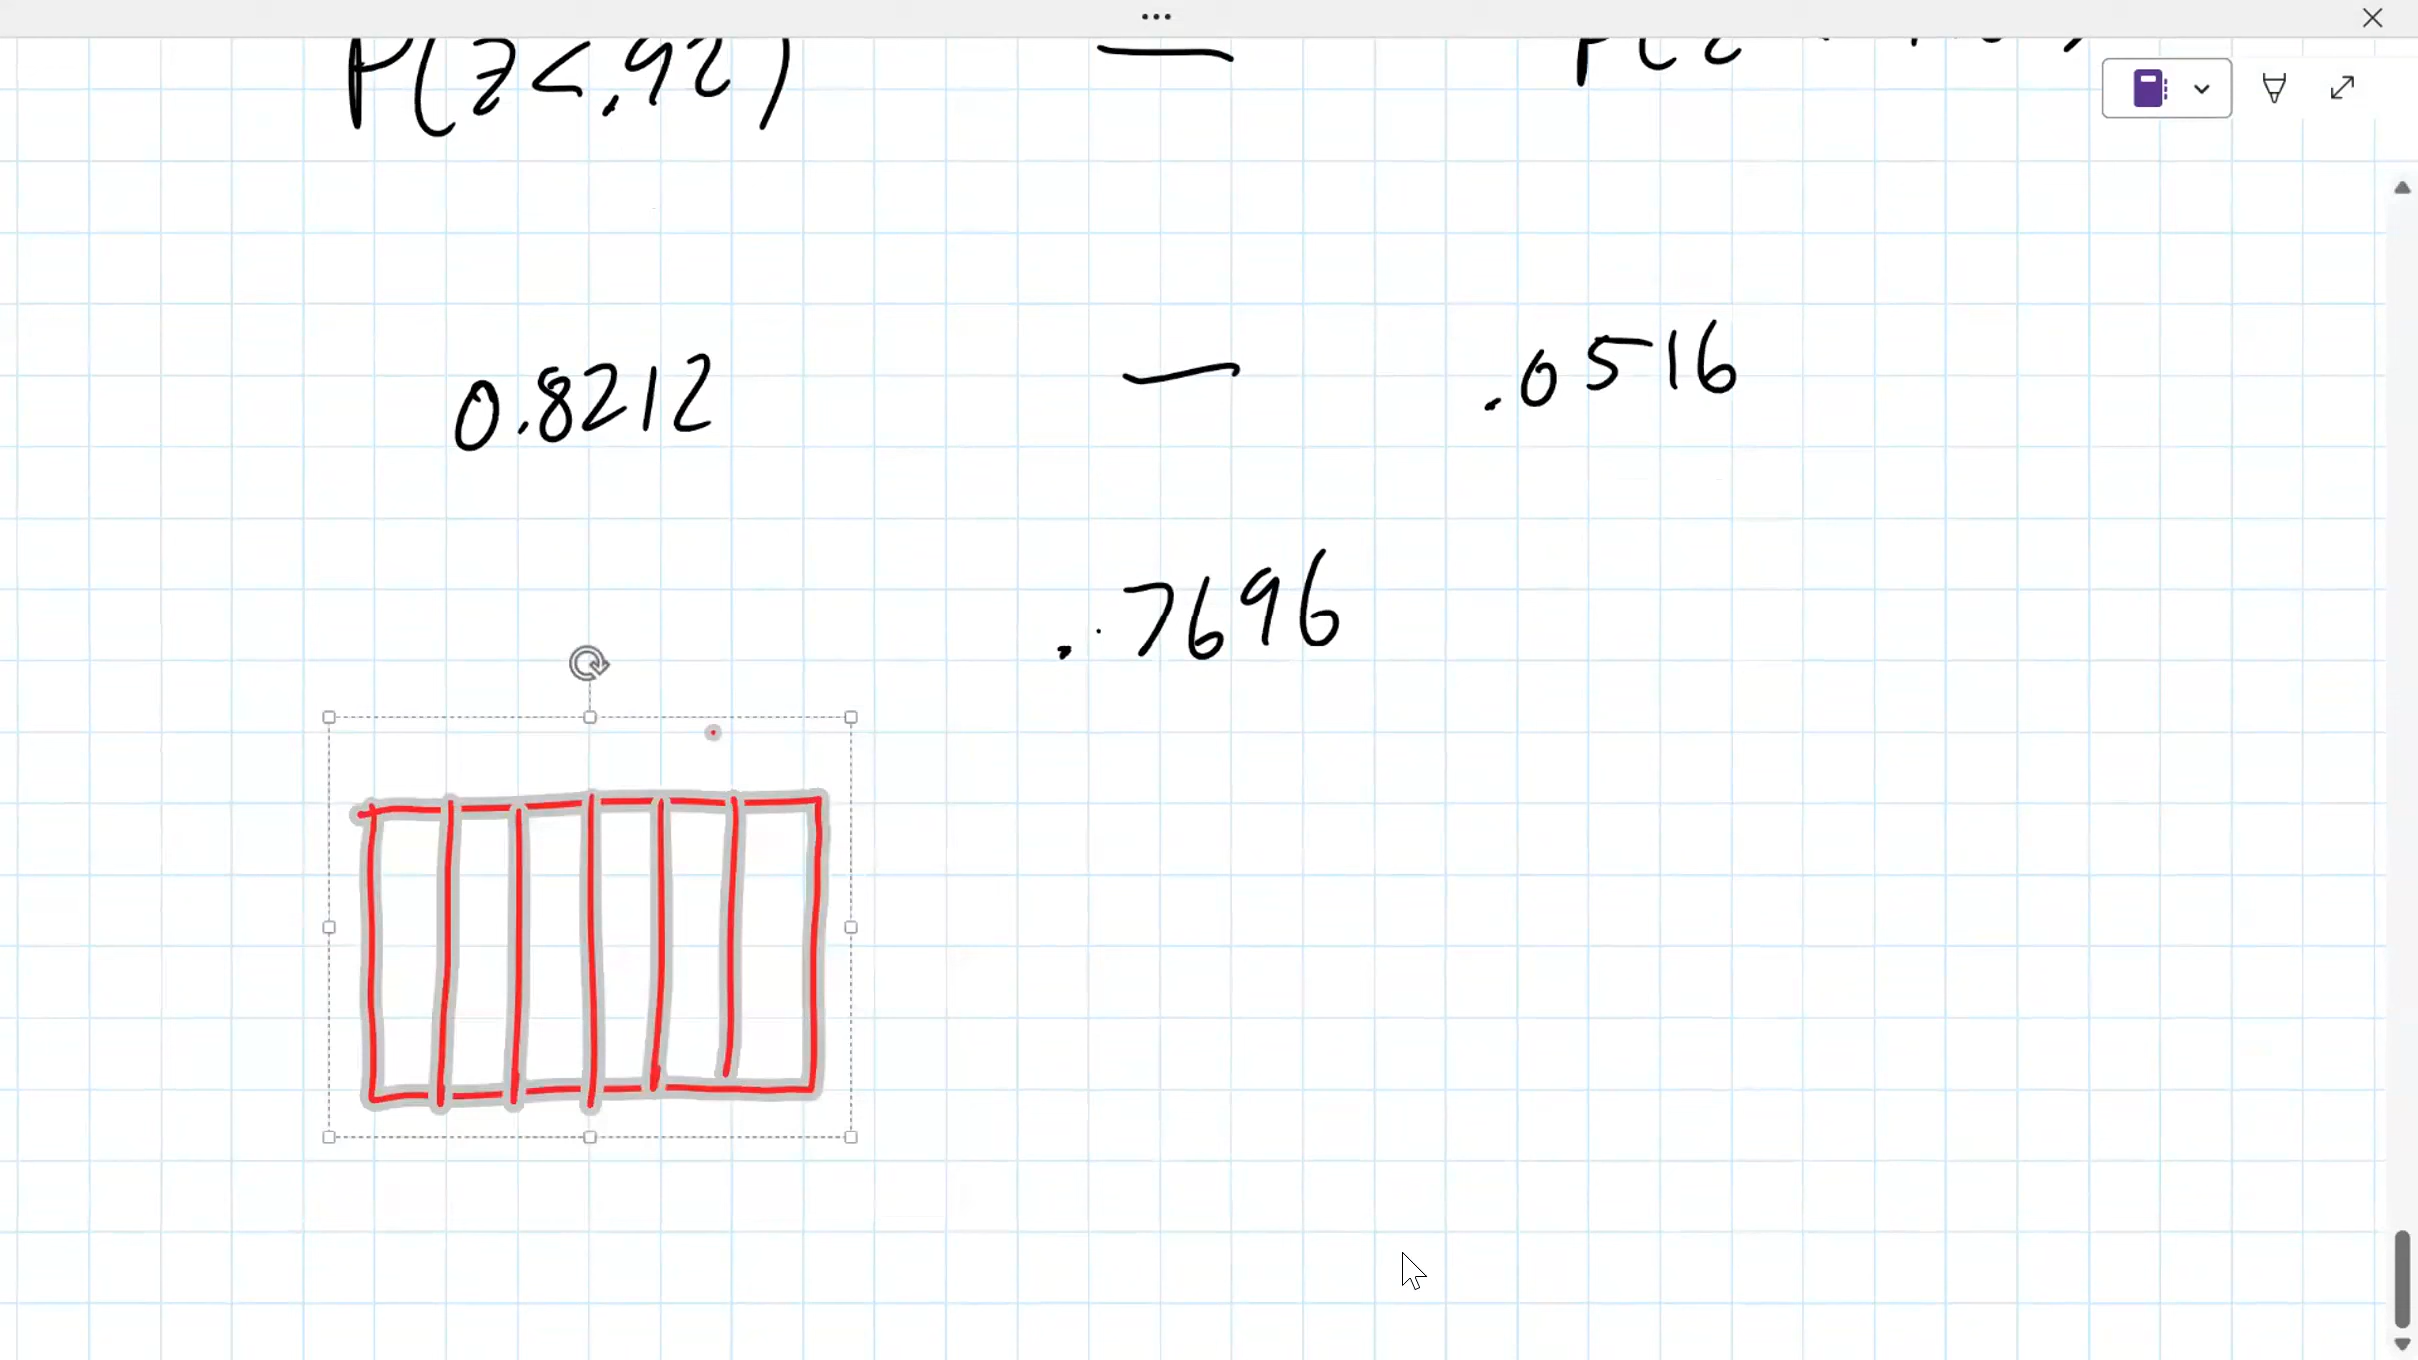 P(z<.92) — P(z
0.8212 — .0516
.7696